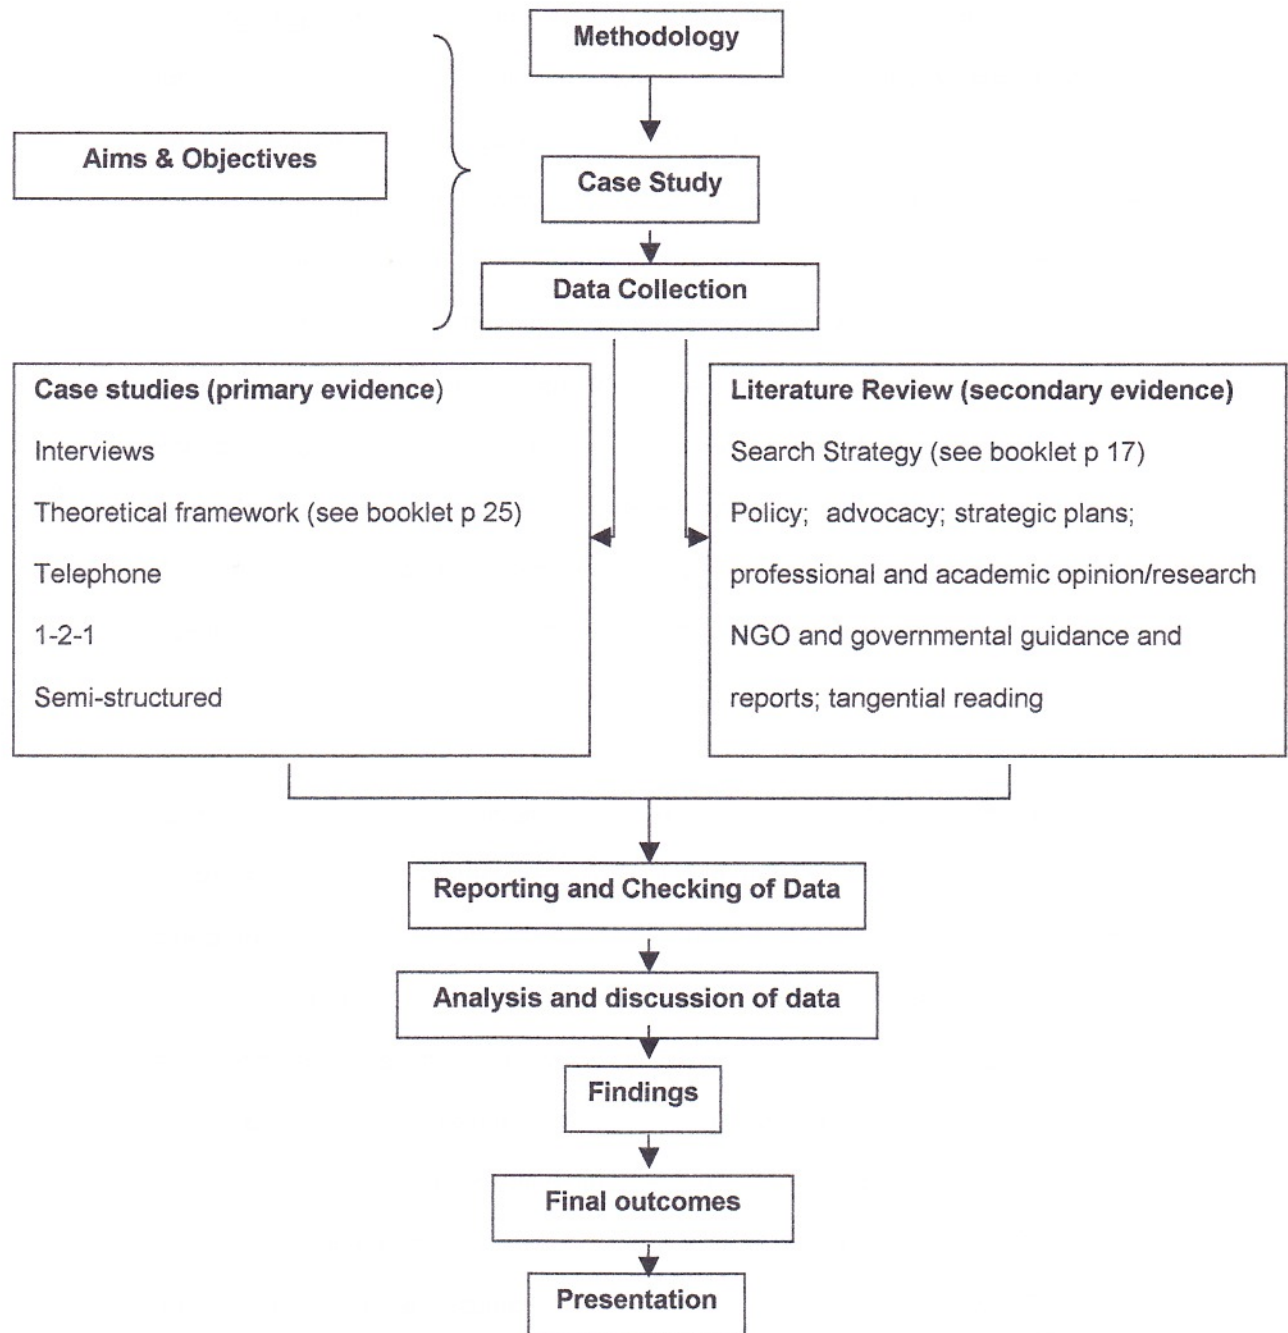 Methodology
Aims & Objectives
Case Study
Data Collection
Case studies (primary evidence)
Interviews
Theoretical framework (see booklet p 25)
Telephone
1-2-1
Semi-structured
Literature Review (secondary evidence)
Search Strategy (see booklet p 17)
Policy; advocacy; strategic plans;
professional and academic opinion/research
NGO and governmental guidance and
reports; tangential reading
Reporting and Checking of Data
Analysis and discussion of data
Findings
Final outcomes
Presentation